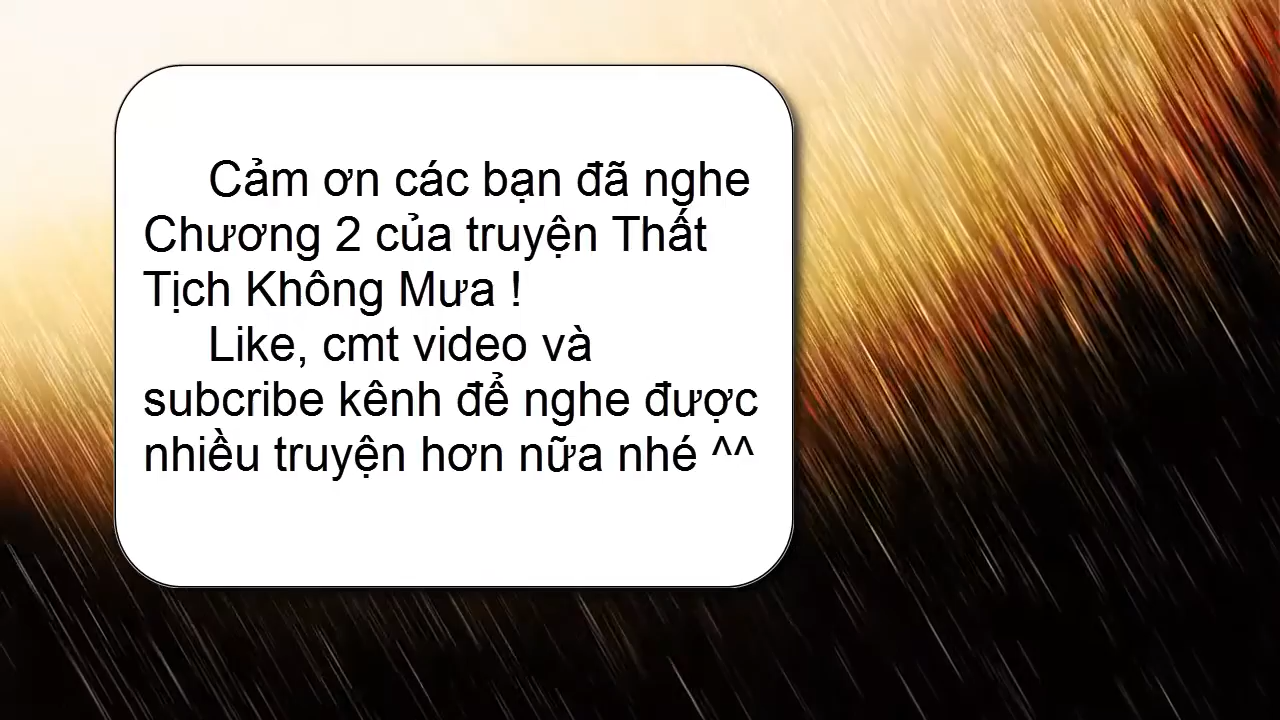 Cảm ơn các bạn đã nghe
Chương 2 của truyện Thất
Tịch Không Mưa !
Like, cmt video và
subcribe kênh để nghe được
nhiều truyện hơn nữa nhé ^^